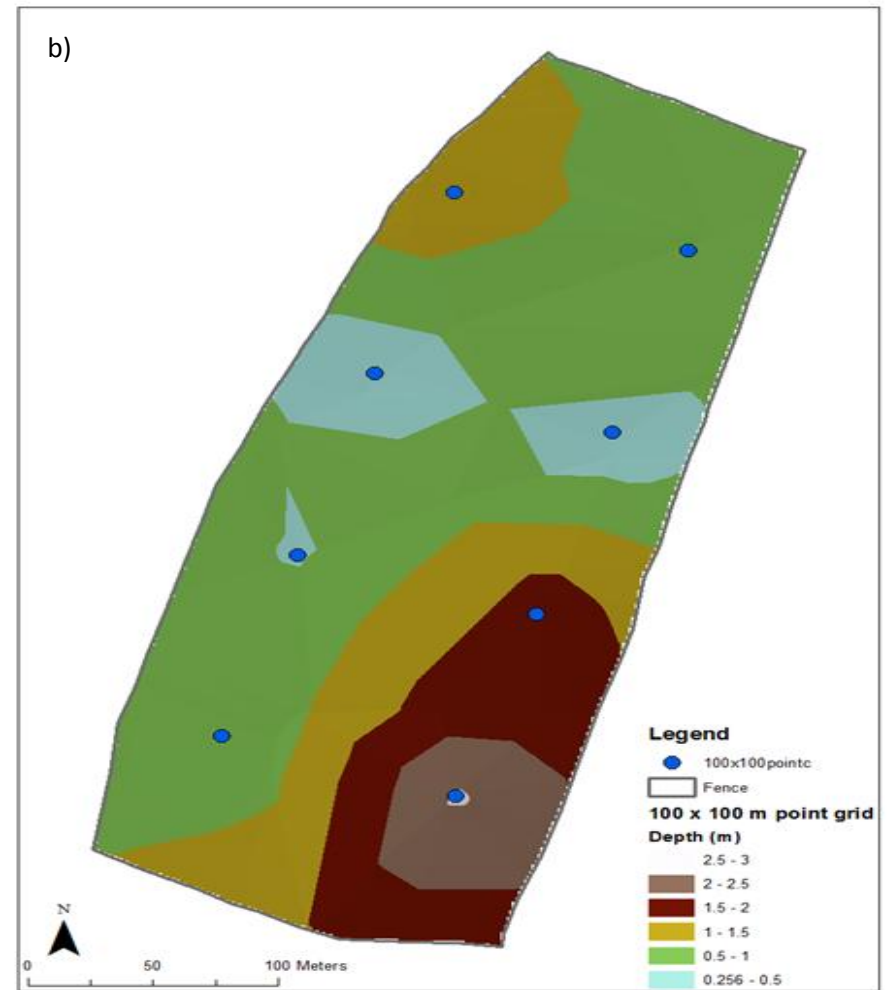 b)
Legend
100x100pointc
Fence
100 x 100 m point grid
Depth (m)
2.5 - 3
2 - 2.5
1.5 - 2
1 - 1.5
0.5 - 1
0.256 - 0.5
N
0 50 100 Meters